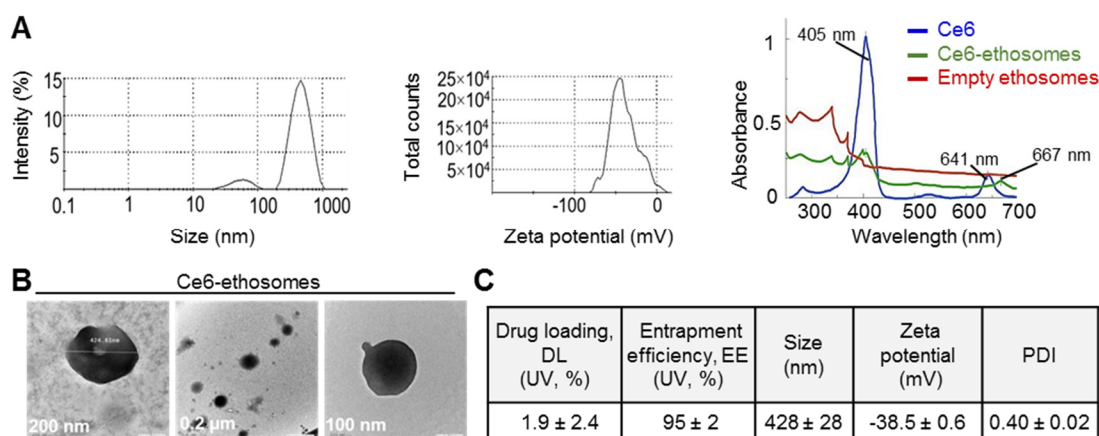 A
Intensity (%)
15
10
5
0.1
1
10
100
1000
Size (nm)
Total counts
25×10⁴
20×10⁴
15×10⁴
10×10⁴
5×10⁴
-100
0
Zeta potential (mV)
Absorbance
1
0.5
0
405 nm
641 nm
667 nm
Ce6
Ce6-ethosomes
Empty ethosomes
300
400
500
600
700
Wavelength (nm)
B
Ce6-ethosomes
200 nm
0.2 µm
100 nm
C
Drug loading,
DL
(UV, %)
Entrapment
efficiency, EE
(UV, %)
Size
(nm)
Zeta
potential
(mV)
PDI
1.9 ± 2.4
95 ± 2
428 ± 28
-38.5 ± 0.6
0.40 ± 0.02